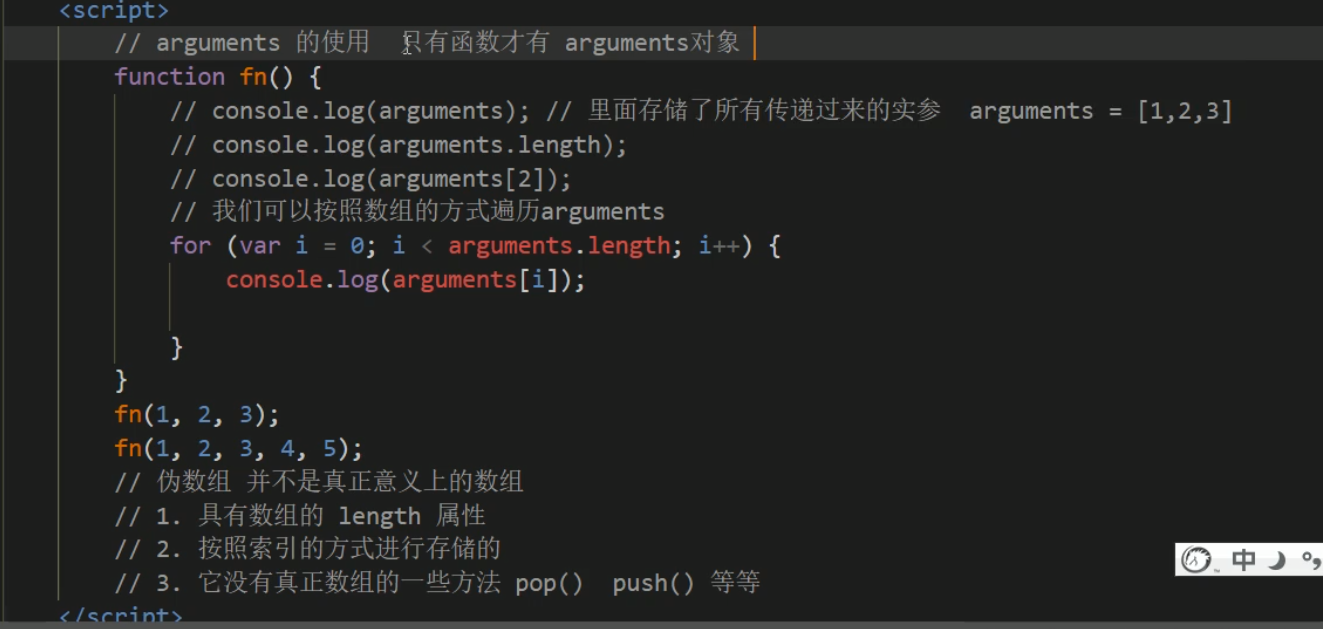 <script>
// arguments 的使用  只有函数才有 arguments对象
function fn() {
// console.log(arguments); // 里面存储了所有传递过来的实参  arguments = [1,2,3]
// console.log(arguments.length);
// console.log(arguments[2]);
// 我们可以按照数组的方式遍历arguments
for (var i = 0; i < arguments.length; i++) {
console.log(arguments[i]);
}
}
fn(1, 2, 3);
fn(1, 2, 3, 4, 5);
// 伪数组 并不是真正意义上的数组
// 1. 具有数组的 length 属性
// 2. 按照索引的方式进行存储的
// 3. 它没有真正数组的一些方法 pop()  push() 等等
中
</script>